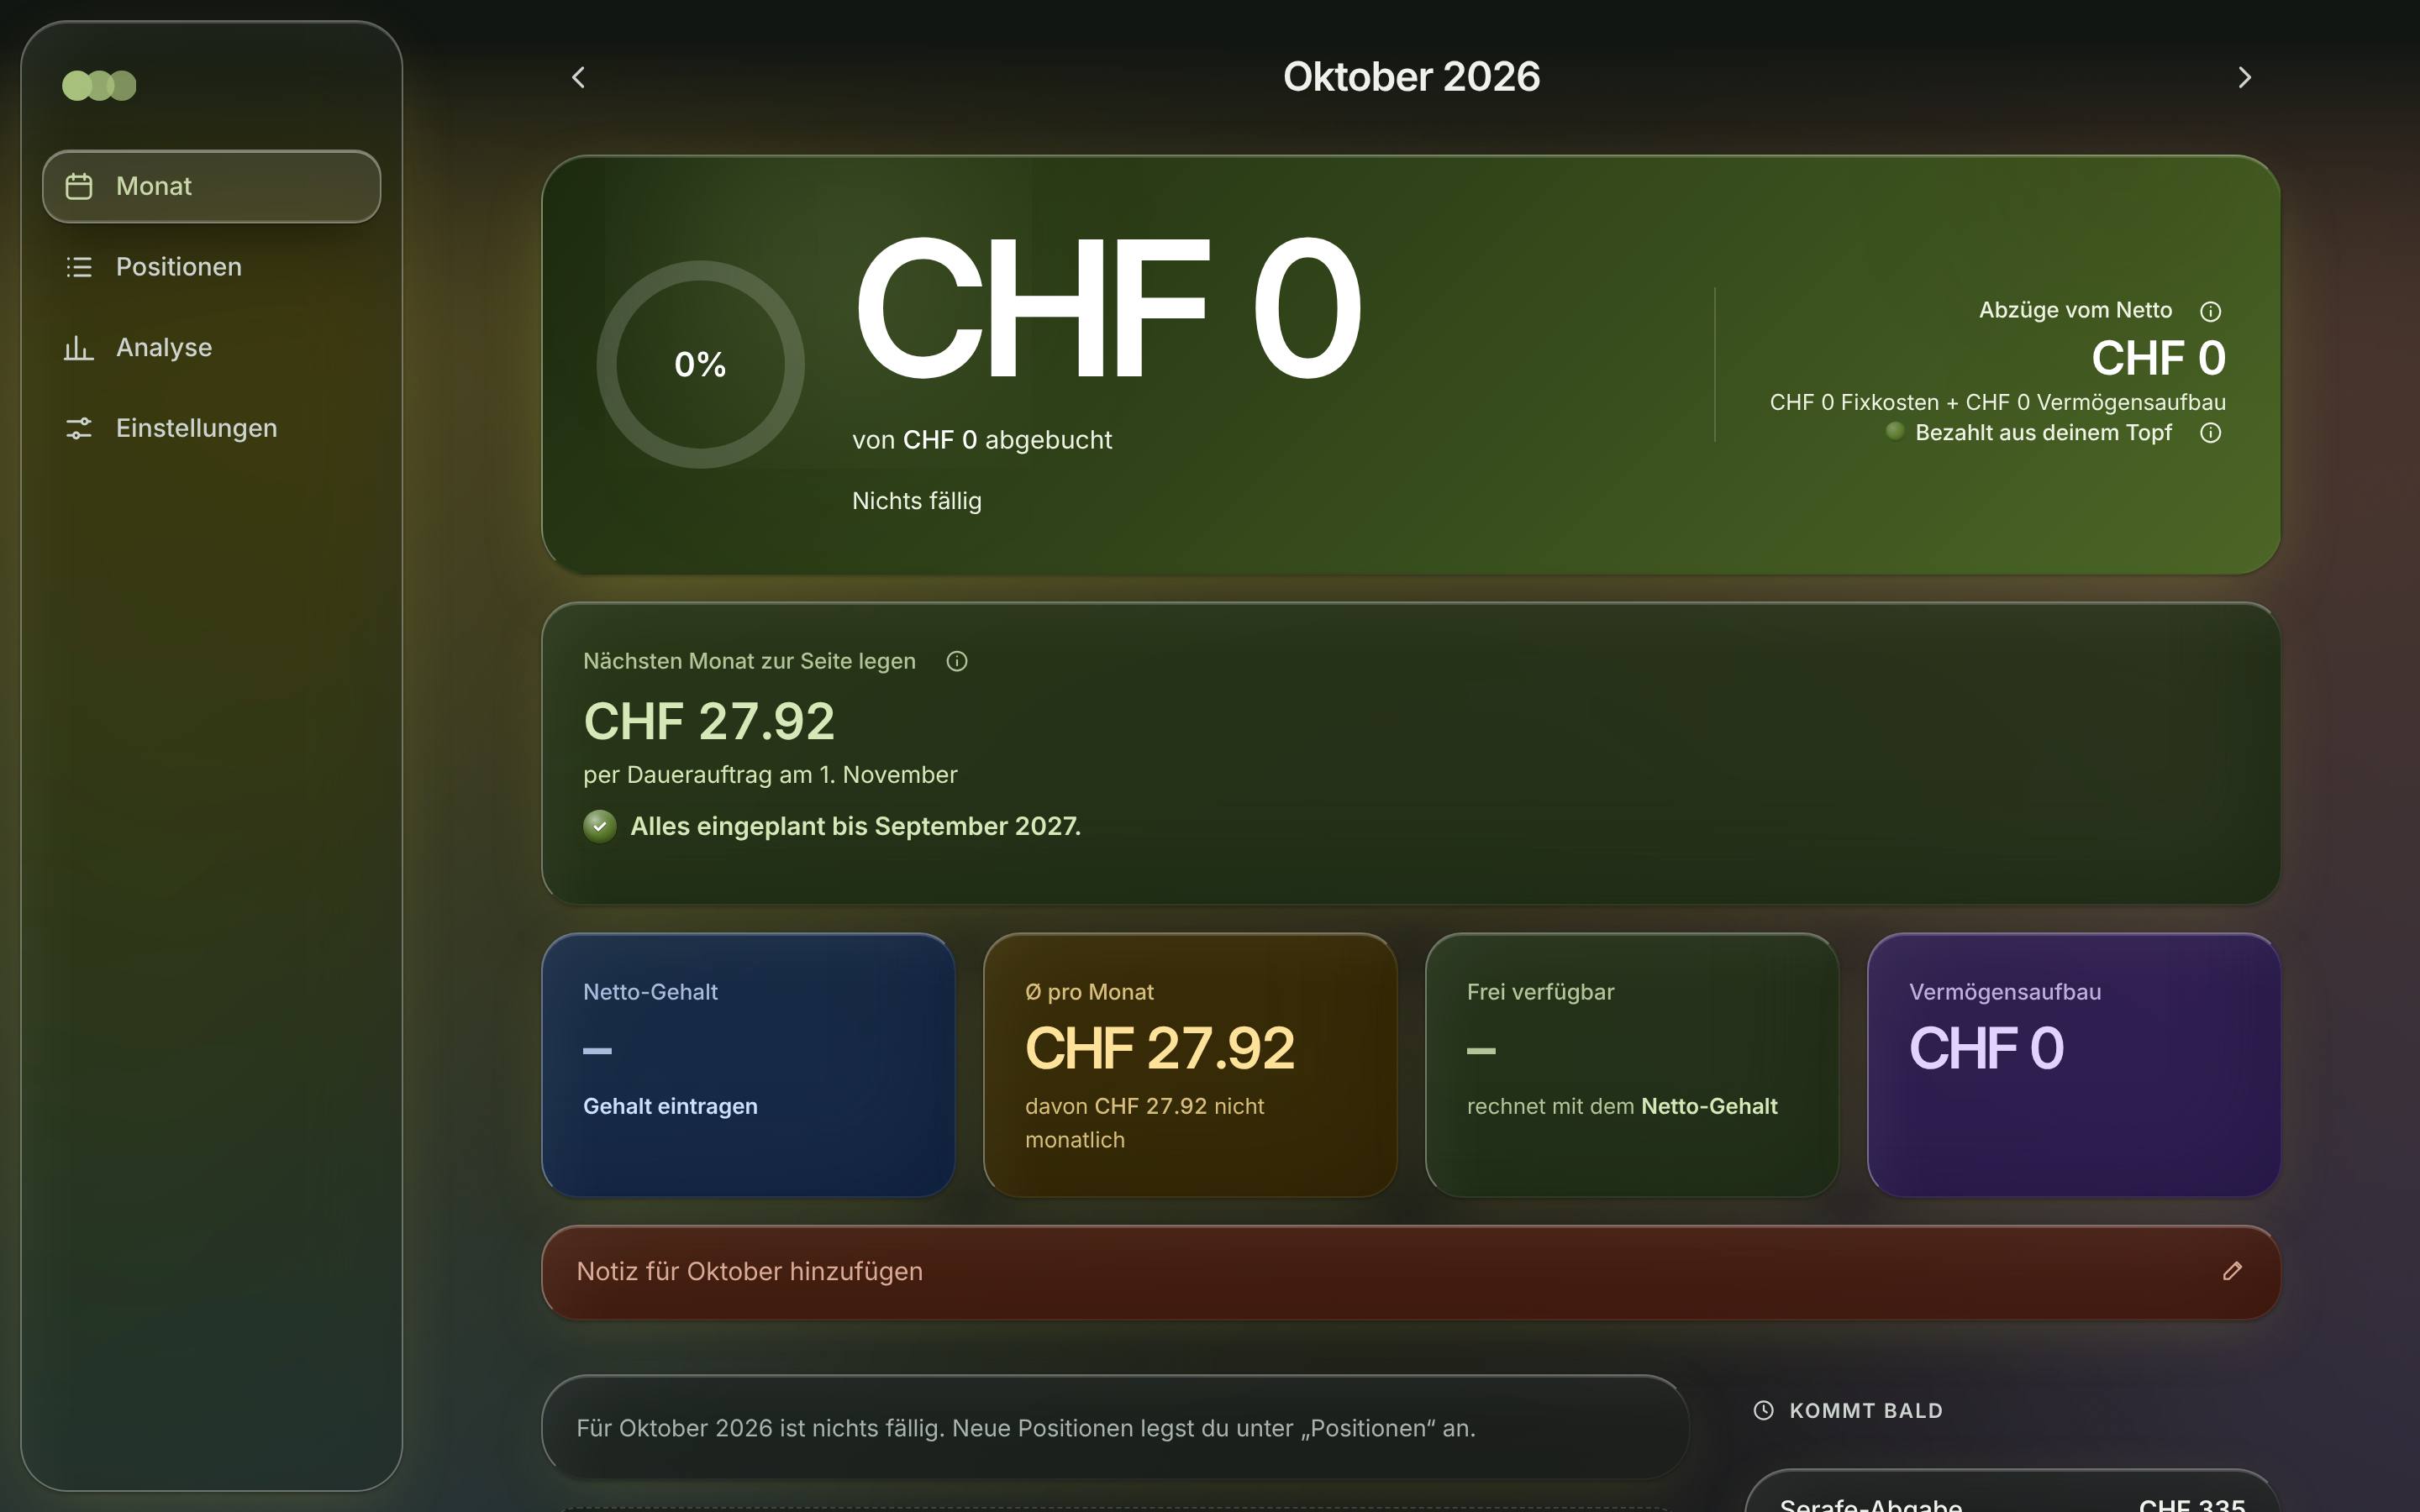 Oktober 2026
Monat
Positionen
Analyse
Einstellungen
0%
CHF 0
von CHF 0 abgebucht
Nichts fällig
Abzüge vom Netto
CHF 0
CHF 0 Fixkosten + CHF 0 Vermögensaufbau
Bezahlt aus deinem Topf
Nächsten Monat zur Seite legen
CHF 27.92
per Dauerauftrag am 1. November
Alles eingeplant bis September 2027.
Netto-Gehalt
–
Gehalt eintragen
Ø pro Monat
CHF 27.92
davon CHF 27.92 nicht
monatlich
Frei verfügbar
–
rechnet mit dem Netto-Gehalt
Vermögensaufbau
CHF 0
Notiz für Oktober hinzufügen
Für Oktober 2026 ist nichts fällig. Neue Positionen legst du unter „Positionen“ an.
KOMMT BALD
Serafe-Abgabe CHF 335